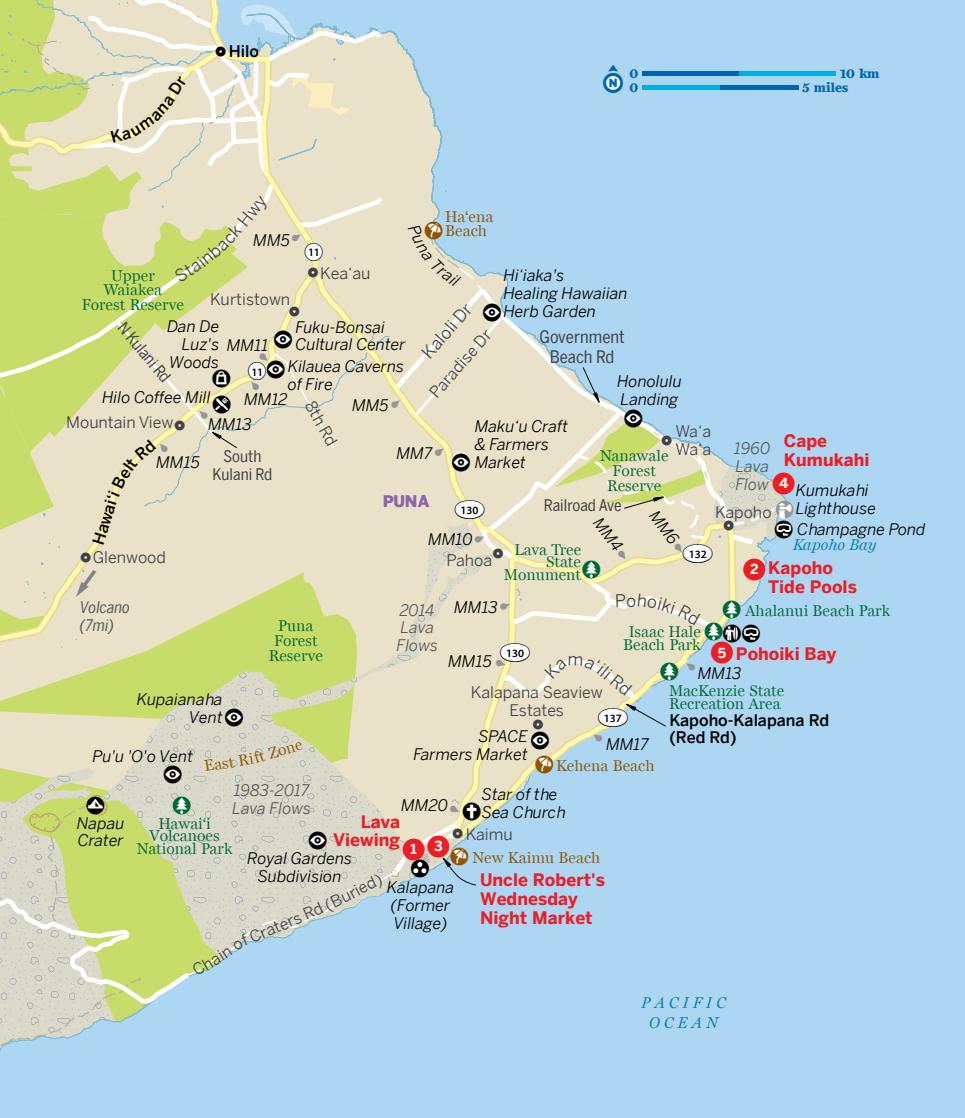 Hilo
Kaumana Dr
N
0 10 km
0 5 miles
Stainback Hwy
MM5
11
Kea'au
Ha'ena
Beach
Puna Trail
Upper
Waiakea
Forest Reserve
Kurtistown
Hi'iaka's
Healing Hawaiian
Herb Garden
N Kulani Rd
Dan De
Luz's
Woods
MM11
Fuku-Bonsai
Cultural Center
Kaloli Dr
Paradise Dr
Government
Beach Rd
11
Kilauea Caverns
of Fire
Hilo Coffee Mill
MM12
8th Rd
MM5
Honolulu
Landing
Mountain View
MM13
South
Kulani Rd
MM15
Hawai'i Belt Rd
Maku'u Craft
& Farmers
Market
MM7
Wa'a
Wa'a
Nanawale
Forest
Reserve
1960
Lava
Flow
Cape
Kumukahi
4
Kumukahi
Lighthouse
PUNA
130
Railroad Ave
Kapoho
Champagne Pond
Kapoho Bay
MM4
MM6
132
MM10
Pahoa
Lava Tree
State
Monument
Glenwood
Volcano
(7mi)
2
Kapoho
Tide Pools
2014
Lava
Flows
MM13
Pohoiki Rd
Ahalanui Beach Park
Isaac Hale
Beach Park
5
Pohoiki Bay
Puna
Forest
Reserve
130
MM15
Kama'ili Rd
MM13
MacKenzie State
Recreation Area
Kalapana Seaview
Estates
137
Kapoho-Kalapana Rd
(Red Rd)
Kupaianaha
Vent
SPACE
Farmers Market
MM17
Pu'u 'O'o Vent
East Rift Zone
Kehena Beach
1983-2017
Lava Flows
MM20
Star of the
Sea Church
Napau
Crater
Hawai'i
Volcanoes
National Park
Lava
Viewing
1
3
Kaimu
Royal Gardens
Subdivision
New Kaimu Beach
Kalapana
(Former
Village)
Uncle Robert's
Wednesday
Night Market
Chain of Craters Rd (Buried)
PACIFIC
OCEAN